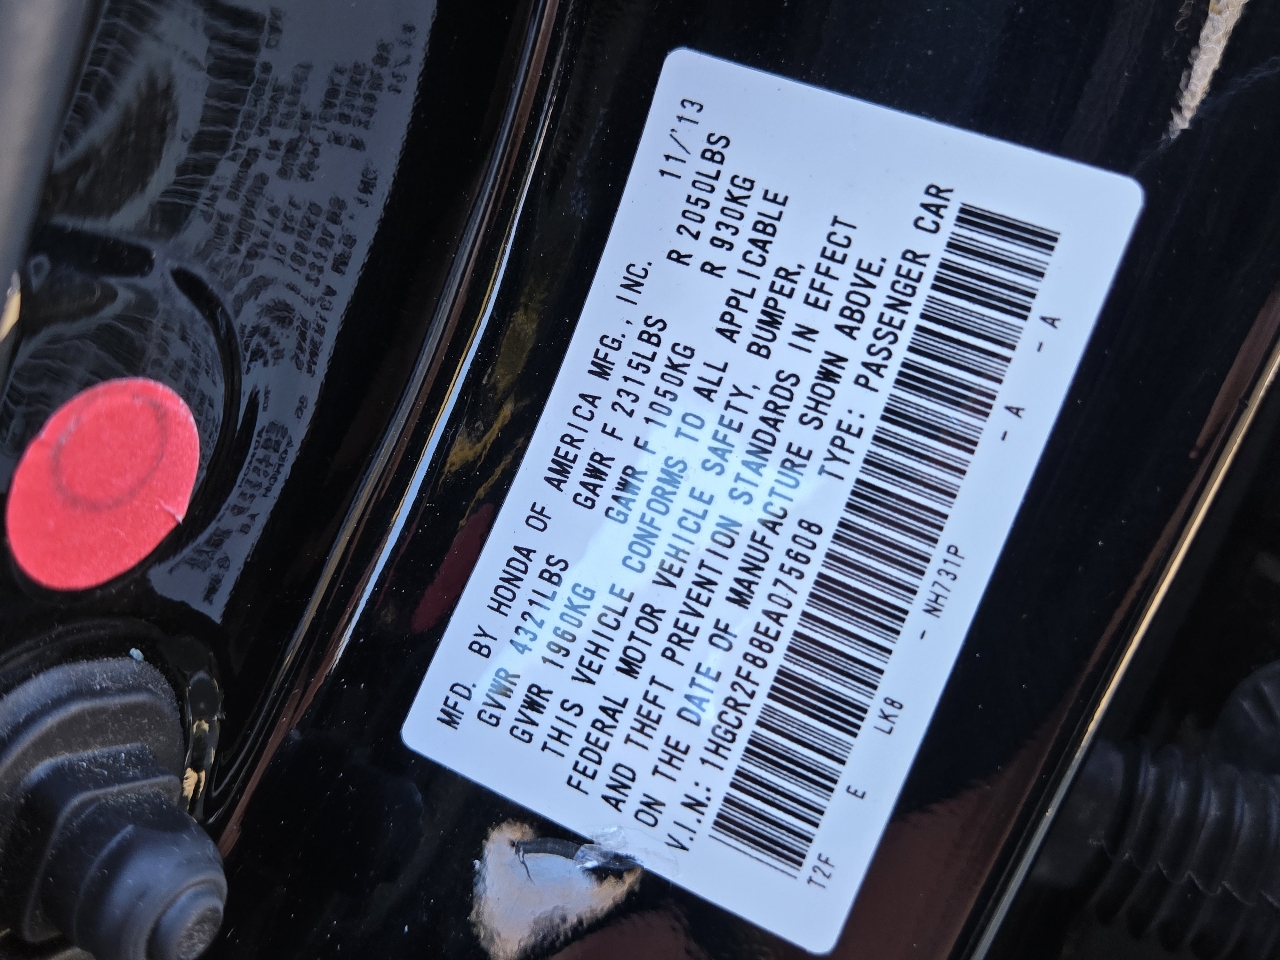 MFD. BY HONDA OF AMERICA MFG., INC. 11/'13
GVWR 4321LBS GAWR F 2315LBS R 2050LBS
GVWR 1960KG GAWR F 1050KG R 930KG
THIS VEHICLE CONFORMS TO ALL APPLICABLE
FEDERAL MOTOR VEHICLE SAFETY, BUMPER,
AND THEFT PREVENTION STANDARDS IN EFFECT
ON THE DATE OF MANUFACTURE SHOWN ABOVE.
V.I.N.: 1HGCR2F88EA075608 TYPE: PASSENGER CAR
T2F E LK8 - NH731P - A - A